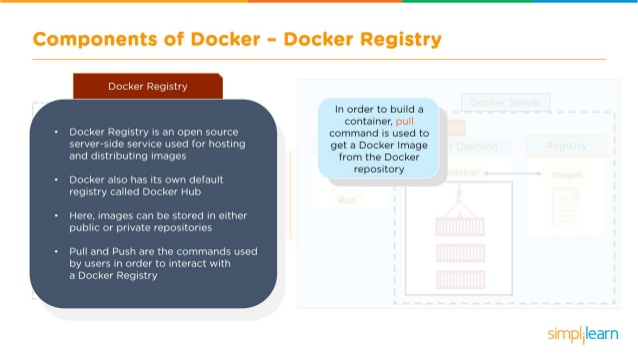 Components of Docker – Docker Registry
Docker Registry
• Docker Registry is an open source
server-side service used for hosting
and distributing images
• Docker also has its own default
registry called Docker Hub
• Here, images can be stored in either
public or private repositories
• Pull and Push are the commands used
by users in order to interact with
a Docker Registry
In order to build a
container, pull
command is used to
get a Docker Image
from the Docker
repository
Docker Server
Daemon
Registry
Images
Run
simplilearn